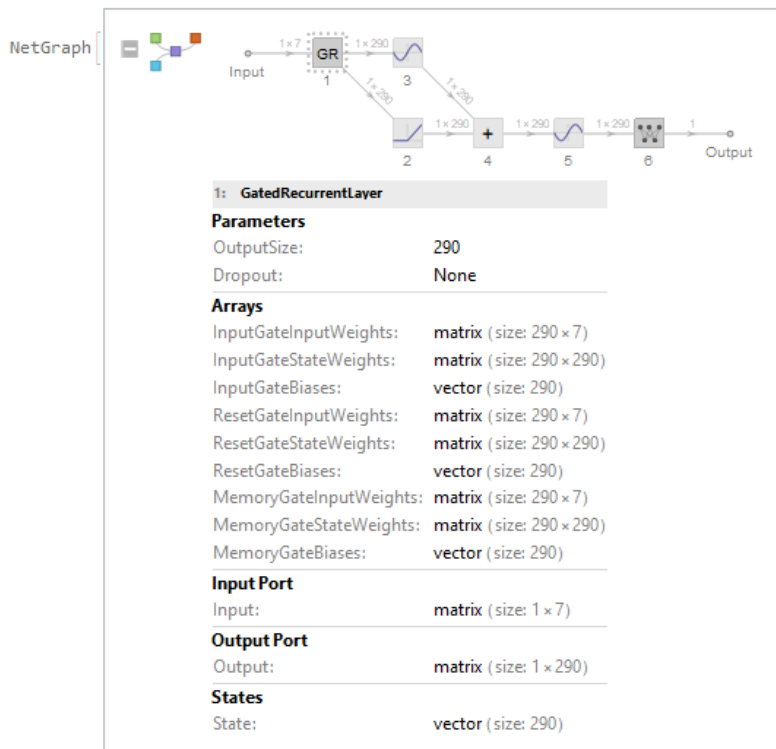 NetGraph
Input 1×7 GR 1 1×290 3
1×290 1×290
2 1×290 + 4 1×290 5 1×290 6 1 Output
1: GatedRecurrentLayer
Parameters
OutputSize: 290
Dropout: None
Arrays
InputGateInputWeights: matrix (size: 290×7)
InputGateStateWeights: matrix (size: 290×290)
InputGateBiases: vector (size: 290)
ResetGateInputWeights: matrix (size: 290×7)
ResetGateStateWeights: matrix (size: 290×290)
ResetGateBiases: vector (size: 290)
MemoryGateInputWeights: matrix (size: 290×7)
MemoryGateStateWeights: matrix (size: 290×290)
MemoryGateBiases: vector (size: 290)
Input Port
Input: matrix (size: 1×7)
Output Port
Output: matrix (size: 1×290)
States
State: vector (size: 290)